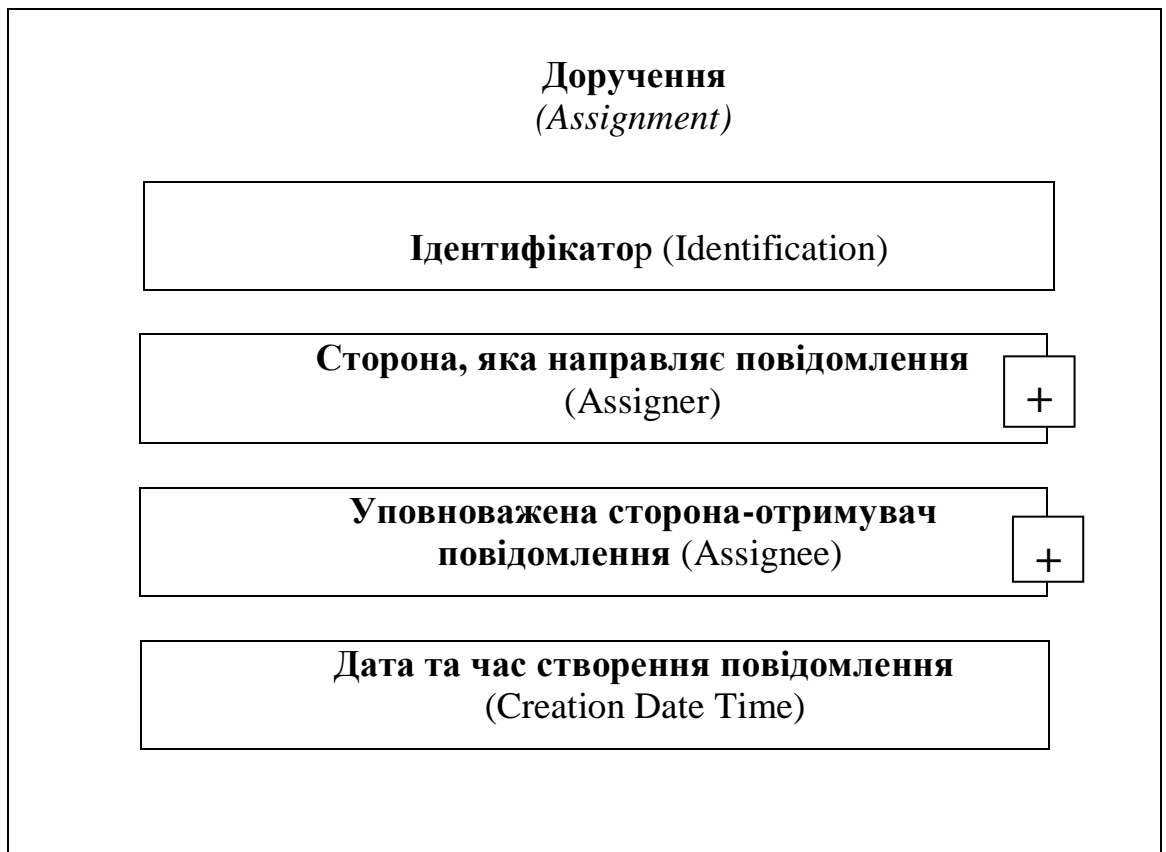 Доручення
(Assignment)
Ідентифікатор (Identification)
Сторона, яка направляє повідомлення
(Assigner)
+
Уповноважена сторона-отримувач
повідомлення (Assignee)
+
Дата та час створення повідомлення
(Creation Date Time)